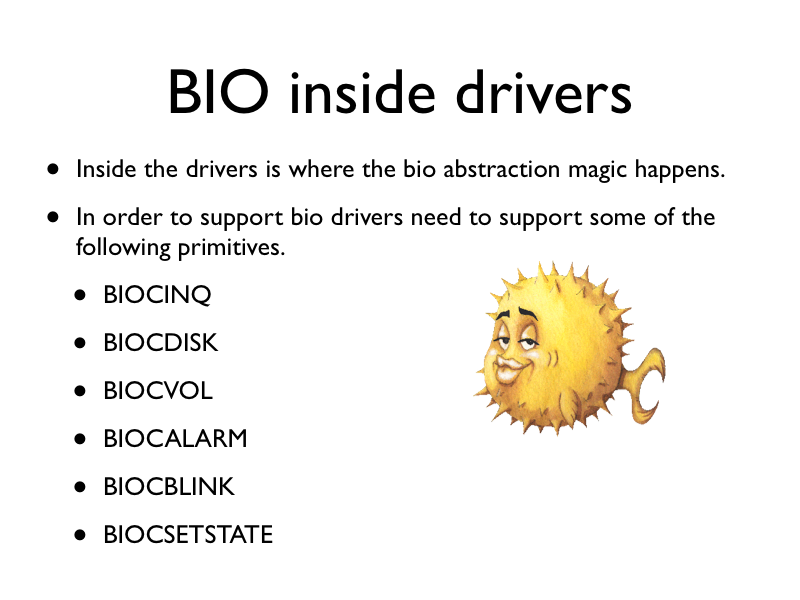 BIO inside drivers
• Inside the drivers is where the bio abstraction magic happens.
• In order to support bio drivers need to support some of the
following primitives.
• BIOCINQ
• BIOCDISK
• BIOCVOL
• BIOCALARM
• BIOCBLINK
• BIOCSETSTATE